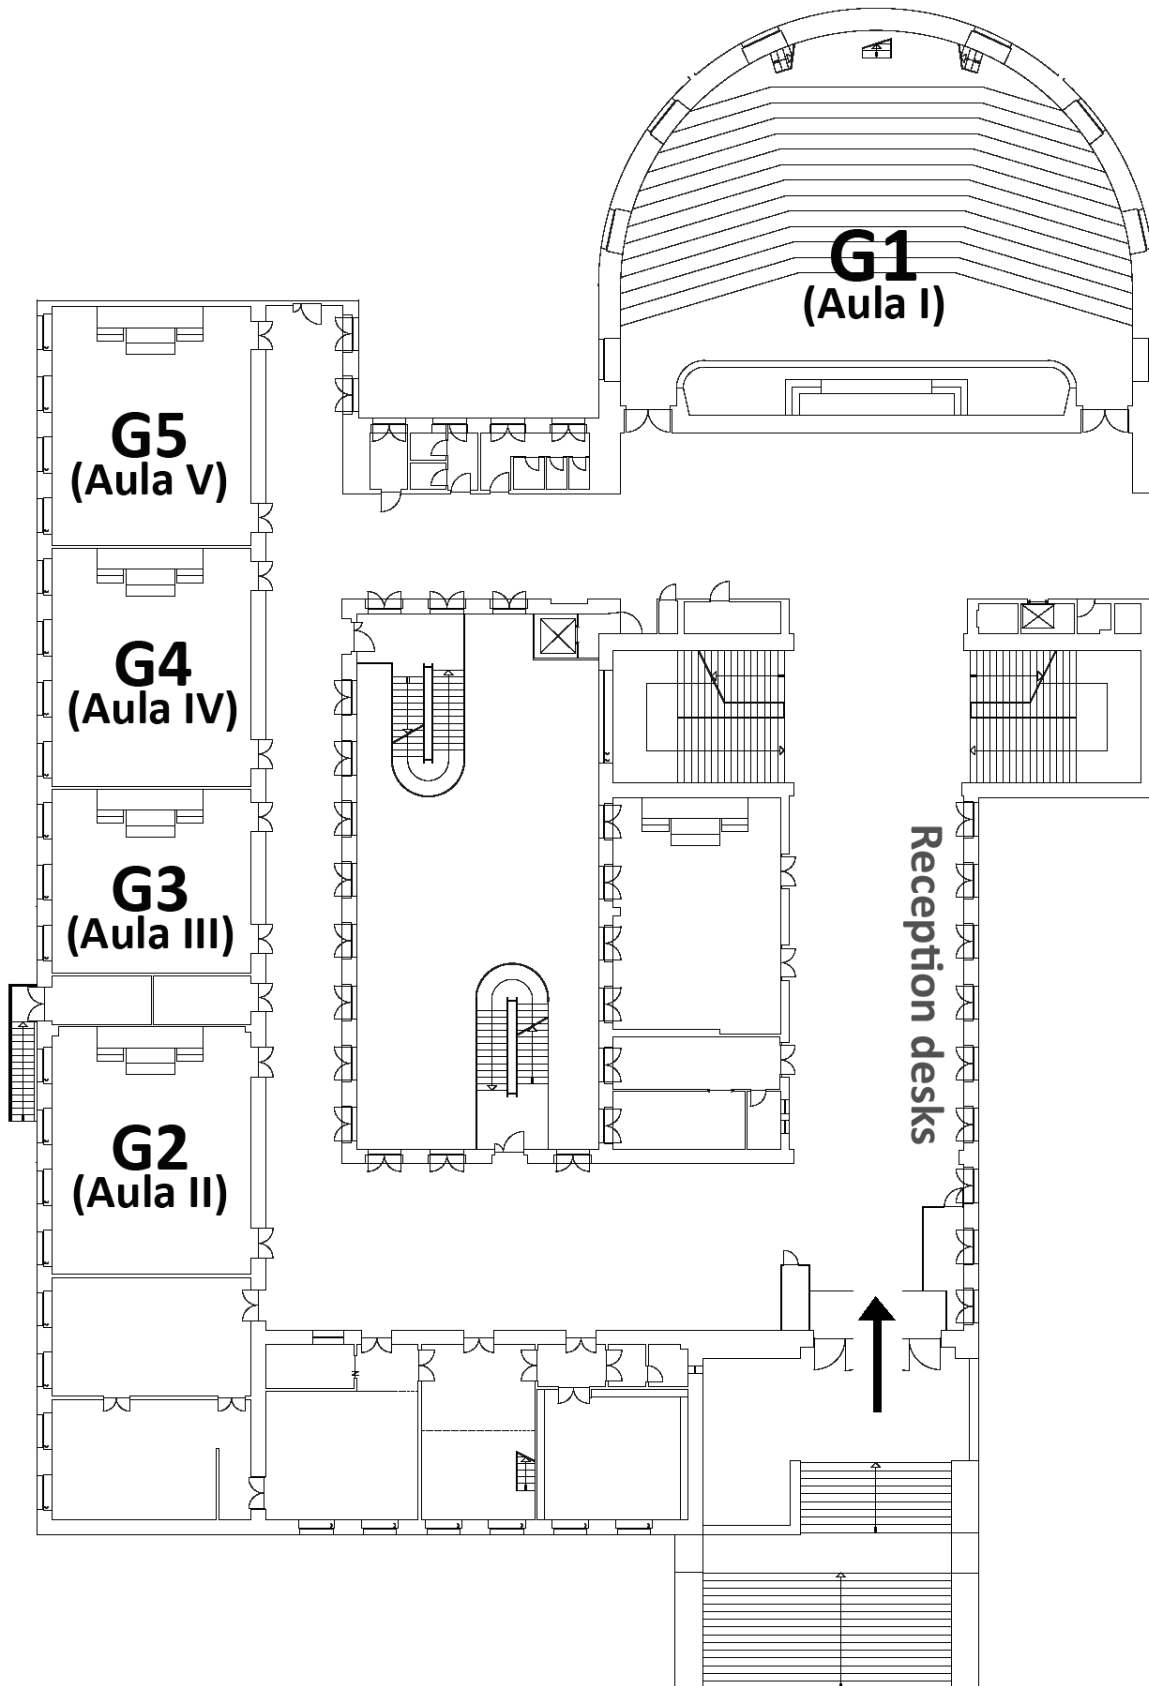 G1
(Aula I)
G5
(Aula V)
G4
(Aula IV)
G3
(Aula III)
Reception desks
G2
(Aula II)